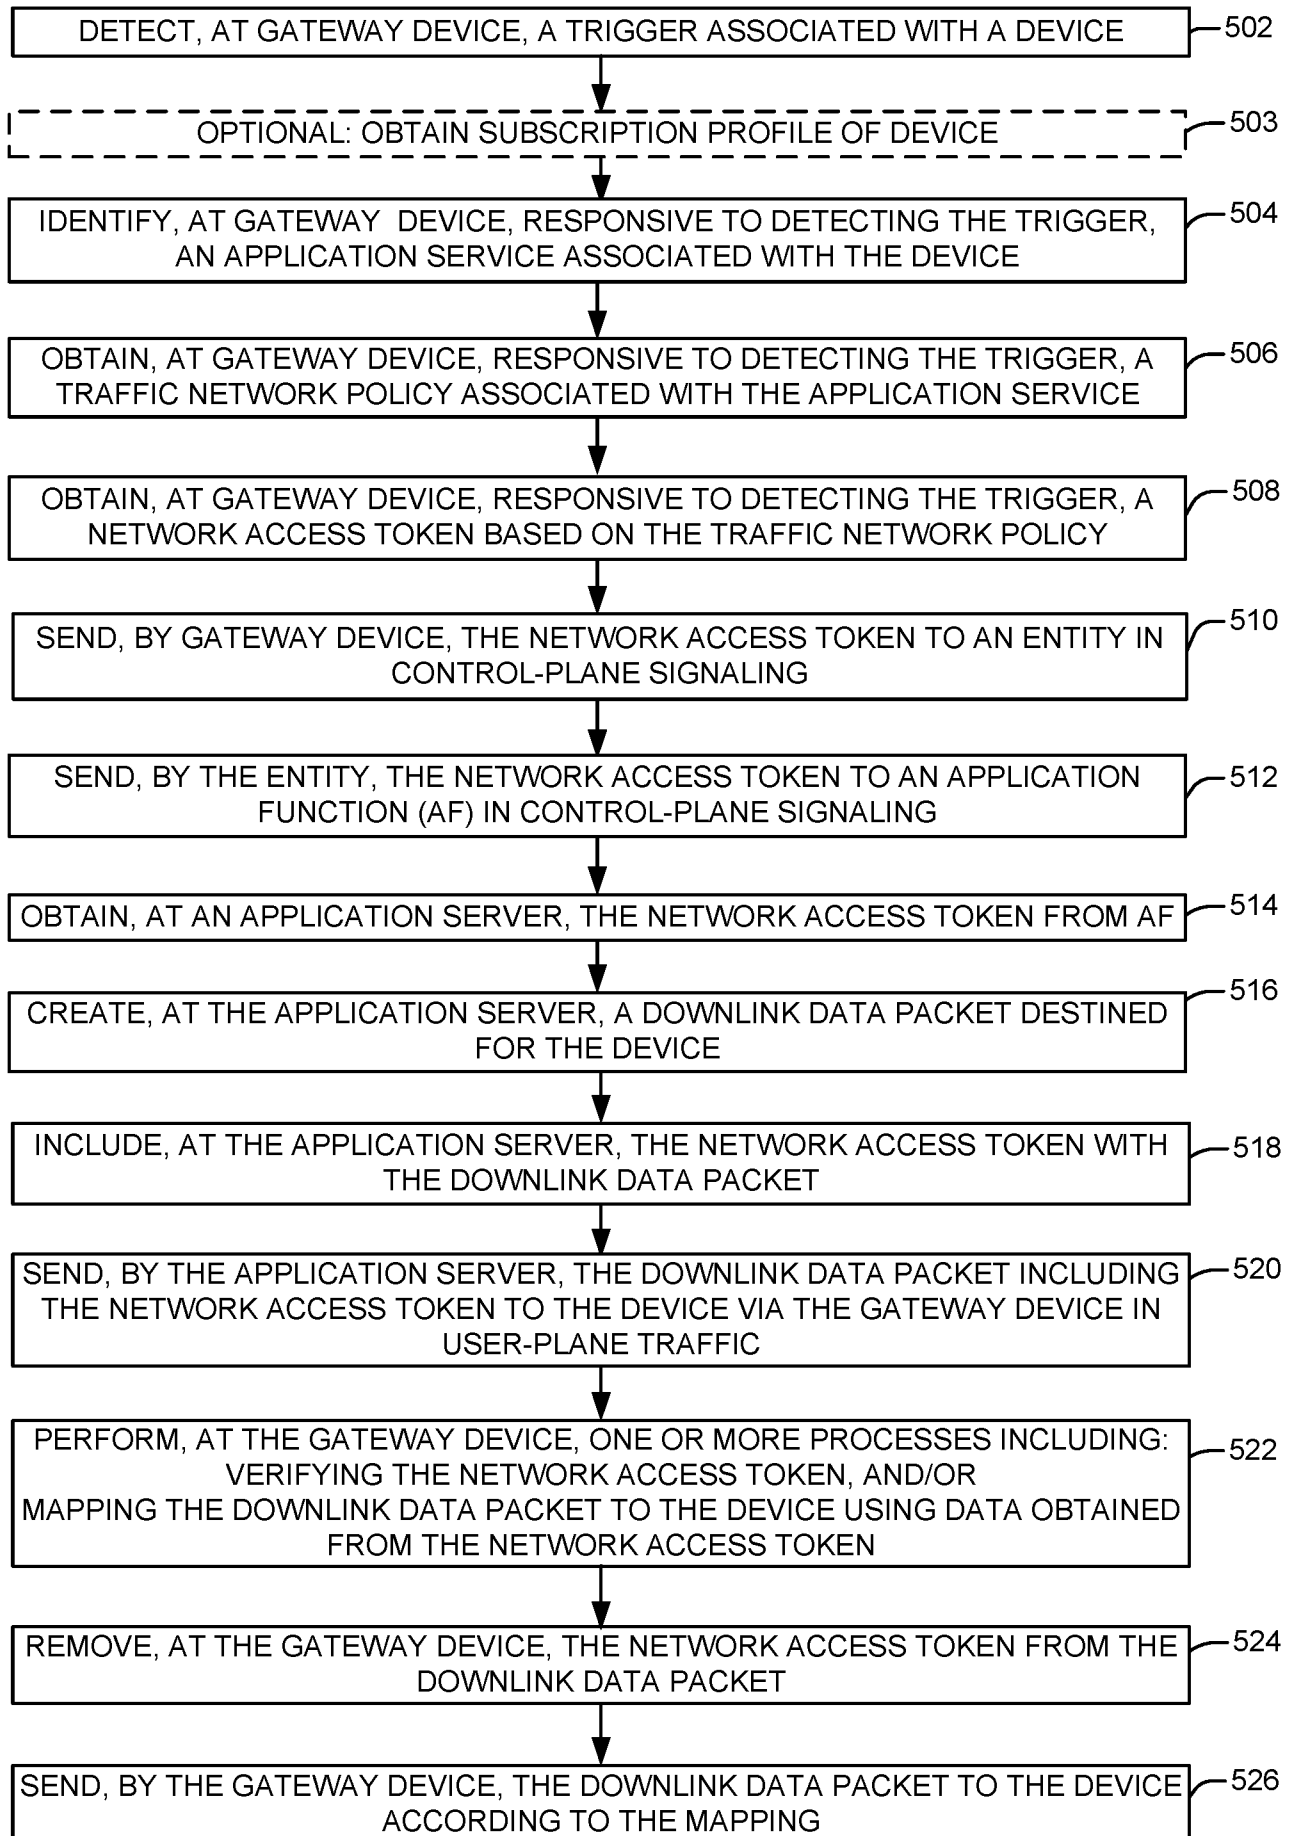 DETECT, AT GATEWAY DEVICE, A TRIGGER ASSOCIATED WITH A DEVICE
502
OPTIONAL: OBTAIN SUBSCRIPTION PROFILE OF DEVICE
503
IDENTIFY, AT GATEWAY DEVICE, RESPONSIVE TO DETECTING THE TRIGGER,
AN APPLICATION SERVICE ASSOCIATED WITH THE DEVICE
504
OBTAIN, AT GATEWAY DEVICE, RESPONSIVE TO DETECTING THE TRIGGER, A
TRAFFIC NETWORK POLICY ASSOCIATED WITH THE APPLICATION SERVICE
506
OBTAIN, AT GATEWAY DEVICE, RESPONSIVE TO DETECTING THE TRIGGER, A
NETWORK ACCESS TOKEN BASED ON THE TRAFFIC NETWORK POLICY
508
SEND, BY GATEWAY DEVICE, THE NETWORK ACCESS TOKEN TO AN ENTITY IN
CONTROL-PLANE SIGNALING
510
SEND, BY THE ENTITY, THE NETWORK ACCESS TOKEN TO AN APPLICATION
FUNCTION (AF) IN CONTROL-PLANE SIGNALING
512
OBTAIN, AT AN APPLICATION SERVER, THE NETWORK ACCESS TOKEN FROM AF
514
CREATE, AT THE APPLICATION SERVER, A DOWNLINK DATA PACKET DESTINED
FOR THE DEVICE
516
INCLUDE, AT THE APPLICATION SERVER, THE NETWORK ACCESS TOKEN WITH
THE DOWNLINK DATA PACKET
518
SEND, BY THE APPLICATION SERVER, THE DOWNLINK DATA PACKET INCLUDING
THE NETWORK ACCESS TOKEN TO THE DEVICE VIA THE GATEWAY DEVICE IN
USER-PLANE TRAFFIC
520
PERFORM, AT THE GATEWAY DEVICE, ONE OR MORE PROCESSES INCLUDING:
VERIFYING THE NETWORK ACCESS TOKEN, AND/OR
MAPPING THE DOWNLINK DATA PACKET TO THE DEVICE USING DATA OBTAINED
FROM THE NETWORK ACCESS TOKEN
522
REMOVE, AT THE GATEWAY DEVICE, THE NETWORK ACCESS TOKEN FROM THE
DOWNLINK DATA PACKET
524
SEND, BY THE GATEWAY DEVICE, THE DOWNLINK DATA PACKET TO THE DEVICE
ACCORDING TO THE MAPPING
526